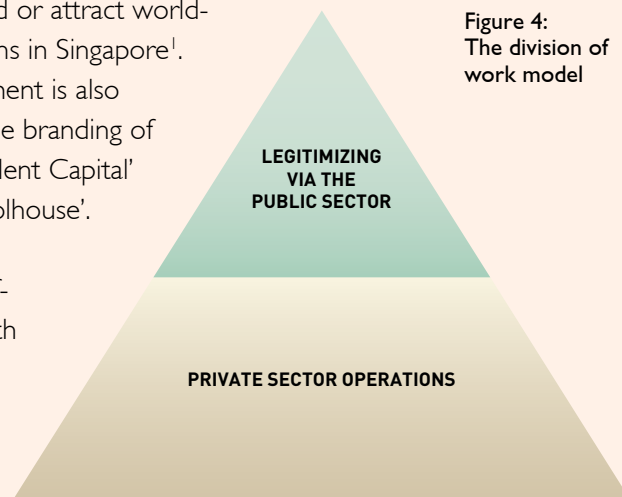 d or attract world-
ns in Singapore¹.
nent is also
e branding of
lent Capital’
olhouse’.
-
th
Figure 4:
The division of
work model
LEGITIMIZING
VIA THE
PUBLIC SECTOR
PRIVATE SECTOR OPERATIONS